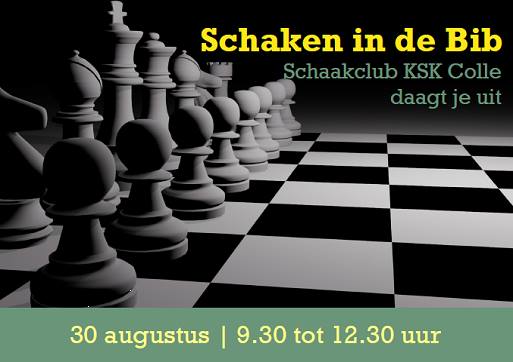 Schaken in de Bib
Schaakclub KSK Colle
daagt je uit
30 augustus | 9.30 tot 12.30 uur